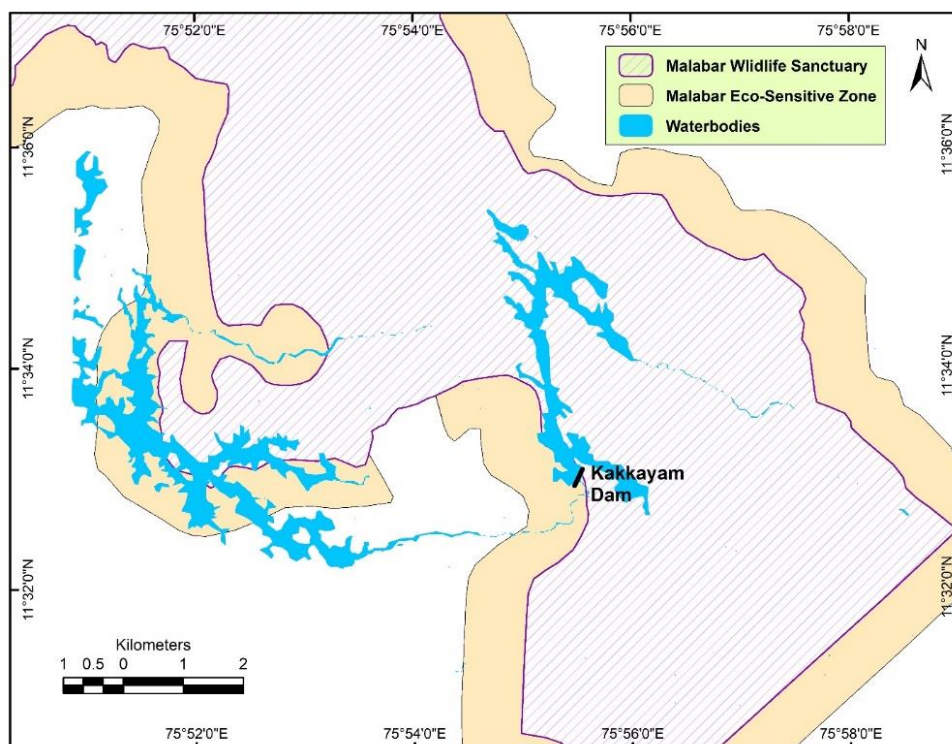 75°52'0"E 75°54'0"E 75°56'0"E 75°58'0"E
N
Malabar Wlidlife Sanctuary
Malabar Eco-Sensitive Zone
Waterbodies
11°36'0"N 11°36'0"N
11°34'0"N 11°34'0"N
Kakkayam
Dam
11°32'0"N 11°32'0"N
Kilometers
1 0.5 0 1 2
75°52'0"E 75°54'0"E 75°56'0"E 75°58'0"E